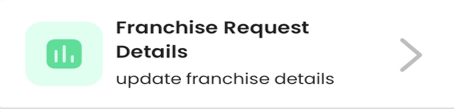 Franchise Request
Details
update franchise details